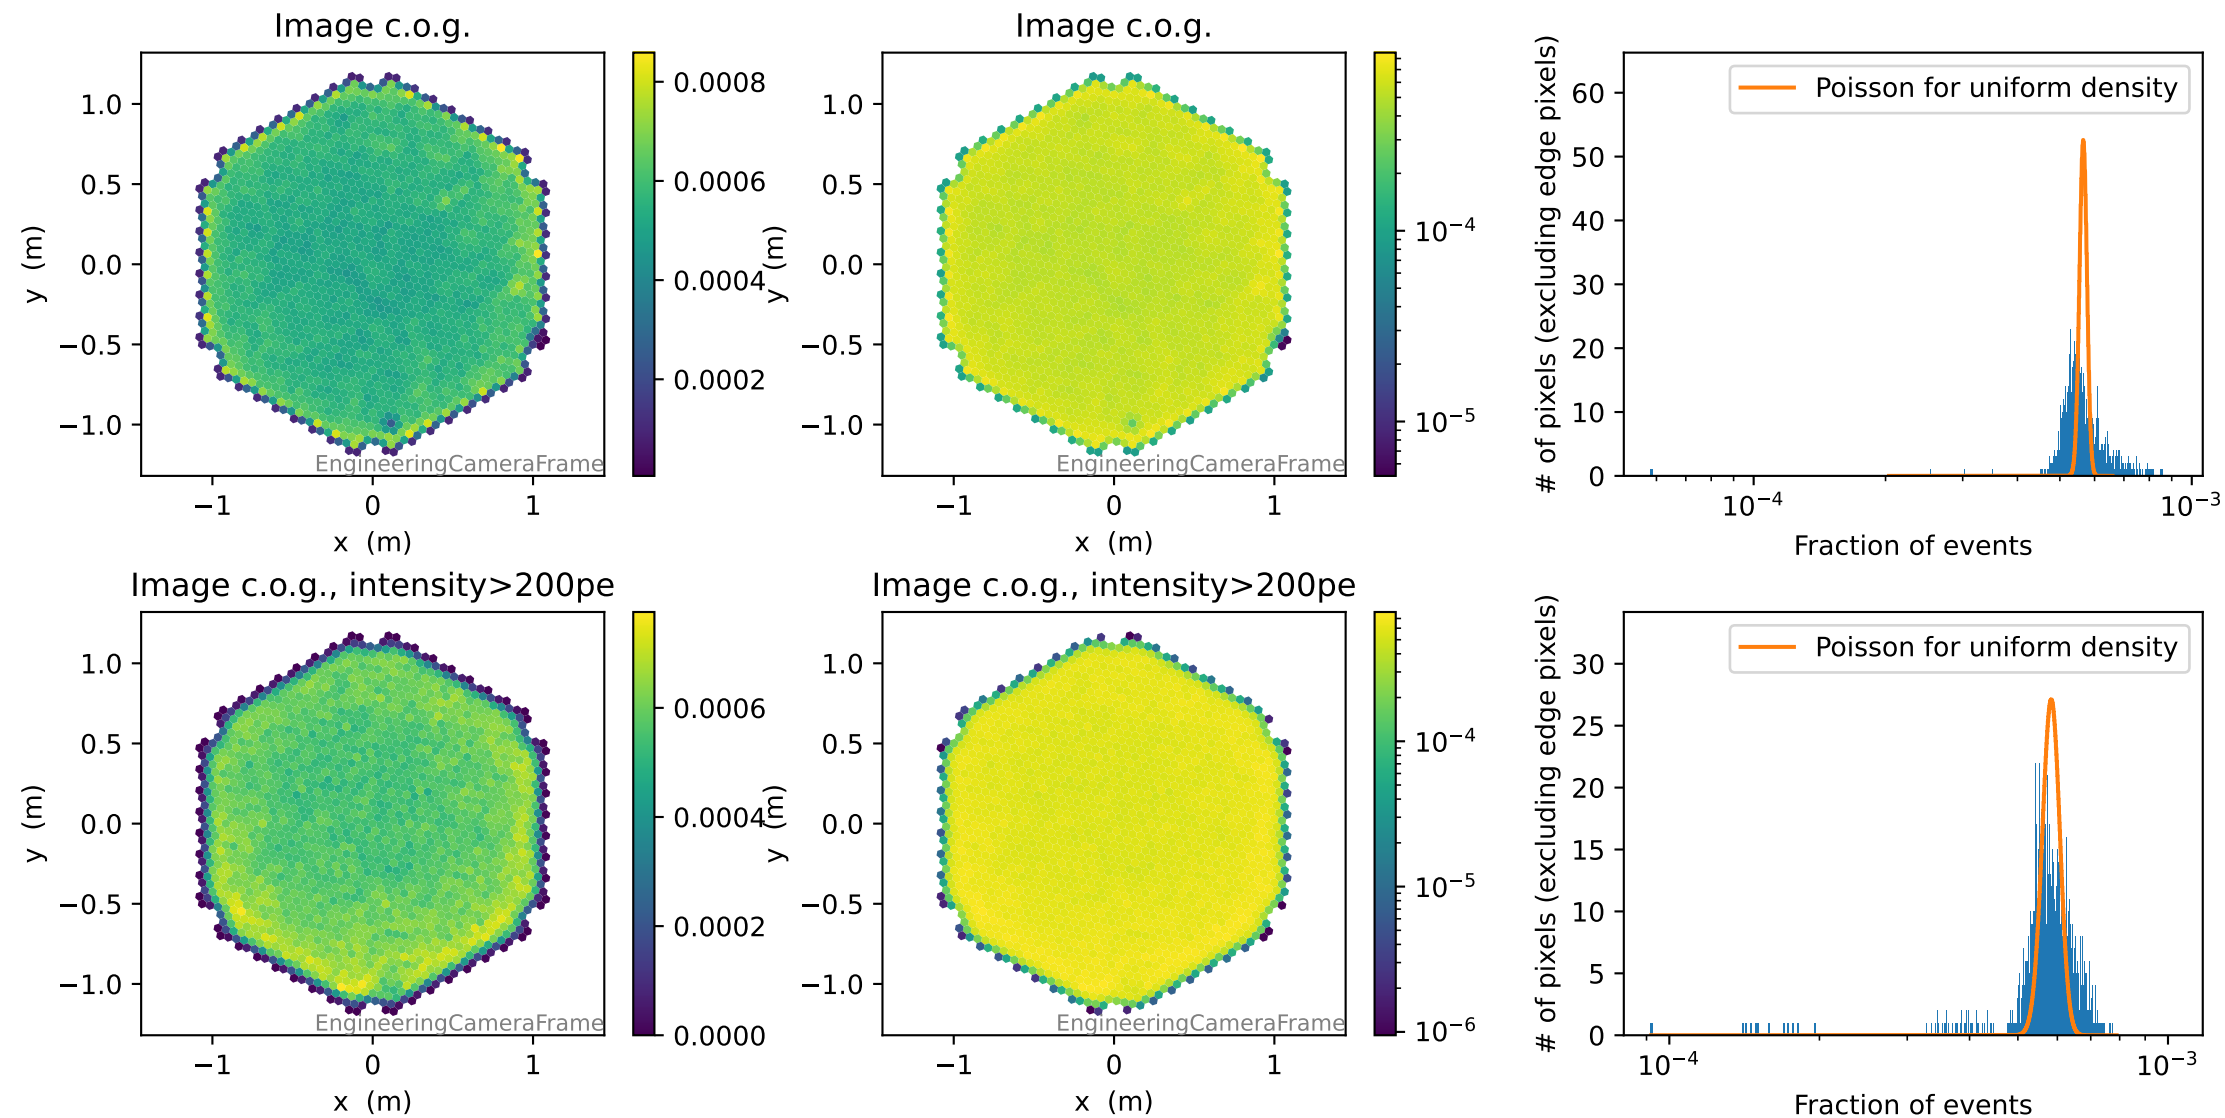 Image c.o.g.
y (m)
1.0
0.5
0.0
−0.5
−1.0
−1
0
1
x (m)
EngineeringCameraFrame
0.0008
0.0006
0.0004
0.0002
Image c.o.g.
y (m)
1.0
0.5
0.0
−0.5
−1.0
−1
0
1
x (m)
EngineeringCameraFrame
10⁻⁴
10⁻⁵
# of pixels (excluding edge pixels)
60
50
40
30
20
10
0
Poisson for uniform density
10⁻⁴
10⁻³
Fraction of events
Image c.o.g., intensity>200pe
y (m)
1.0
0.5
0.0
−0.5
−1.0
−1
0
1
x (m)
EngineeringCameraFrame
0.0006
0.0004
0.0002
0.0000
Image c.o.g., intensity>200pe
y (m)
1.0
0.5
0.0
−0.5
−1.0
−1
0
1
x (m)
EngineeringCameraFrame
10⁻⁴
10⁻⁵
10⁻⁶
# of pixels (excluding edge pixels)
30
25
20
15
10
5
0
Poisson for uniform density
10⁻⁴
10⁻³
Fraction of events